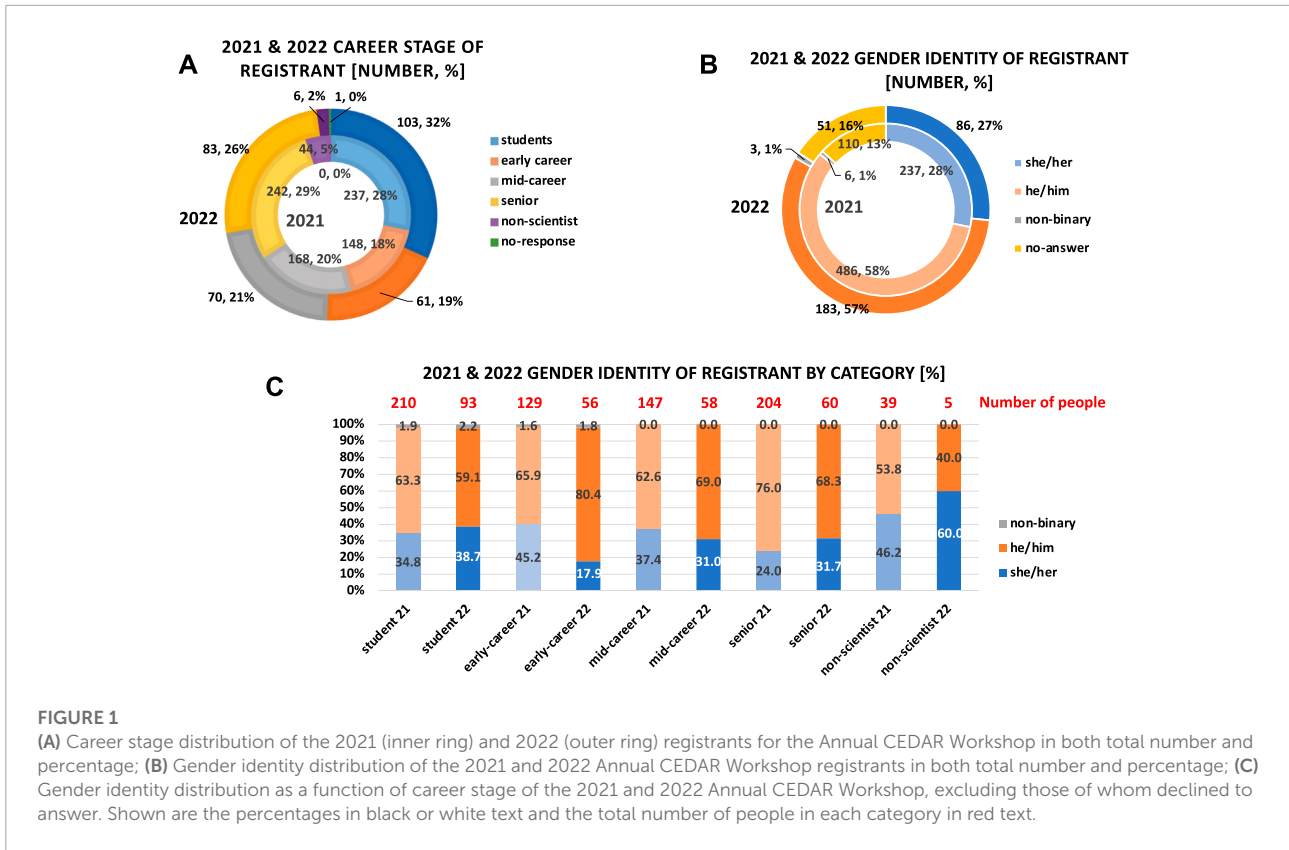 A
2021 & 2022 CAREER STAGE OF
REGISTRANT [NUMBER, %]
6, 2%
1, 0%
103, 32%
83, 26%
44, 5%
0, 0%
242, 29%
237, 28%
2022
2021
148, 18%
168, 20%
70, 21%
61, 19%
students
early career
mid-career
senior
non-scientist
no-response
B
2021 & 2022 GENDER IDENTITY OF REGISTRANT
[NUMBER, %]
51, 16%
86, 27%
110, 13%
3, 1%
6, 1%
237, 28%
2022
2021
486, 58%
183, 57%
she/her
he/him
non-binary
no-answer
C
2021 & 2022 GENDER IDENTITY OF REGISTRANT BY CATEGORY [%]
210 93 129 56 147 58 204 60 39 5 Number of people
100%
90%
80%
70%
60%
50%
40%
30%
20%
10%
0%
1.9 2.2 1.6 1.8 0.0 0.0 0.0 0.0 0.0 0.0
63.3 59.1 65.9 80.4 62.6 69.0 76.0 68.3 53.8 40.0
34.8 38.7 45.2 17.9 37.4 31.0 24.0 31.7 46.2 60.0
non-binary
he/him
she/her
student 21
student 22
early-career 21
early-career 22
mid-career 21
mid-career 22
senior 21
senior 22
non-scientist 21
non-scientist 22
FIGURE 1
(A) Career stage distribution of the 2021 (inner ring) and 2022 (outer ring) registrants for the Annual CEDAR Workshop in both total number and
percentage; (B) Gender identity distribution of the 2021 and 2022 Annual CEDAR Workshop registrants in both total number and percentage; (C)
Gender identity distribution as a function of career stage of the 2021 and 2022 Annual CEDAR Workshop, excluding those of whom declined to
answer. Shown are the percentages in black or white text and the total number of people in each category in red text.